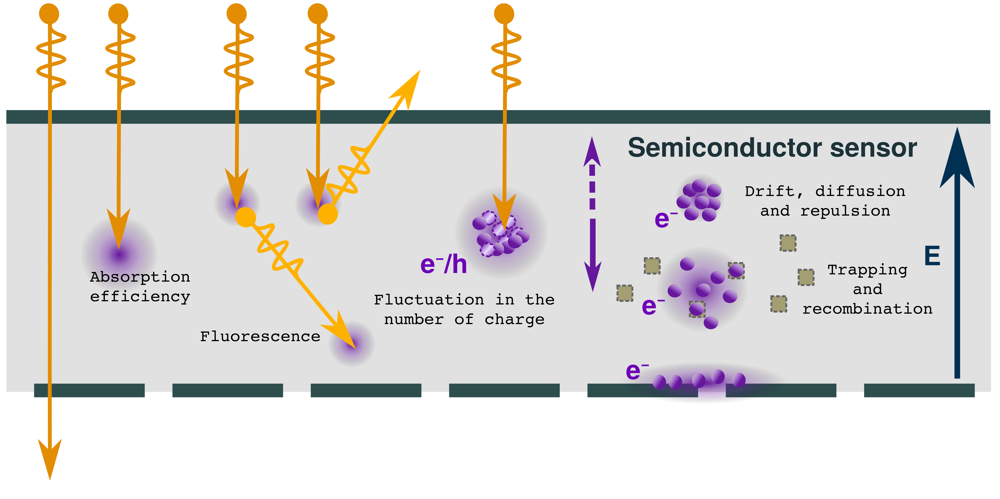 Semiconductor sensor
Drift, diffusion
and repulsion
e⁻
E
e⁻/h
Trapping
and
recombination
e⁻
Absorption
efficiency
Fluctuation in the
number of charge
Fluorescence
e⁻